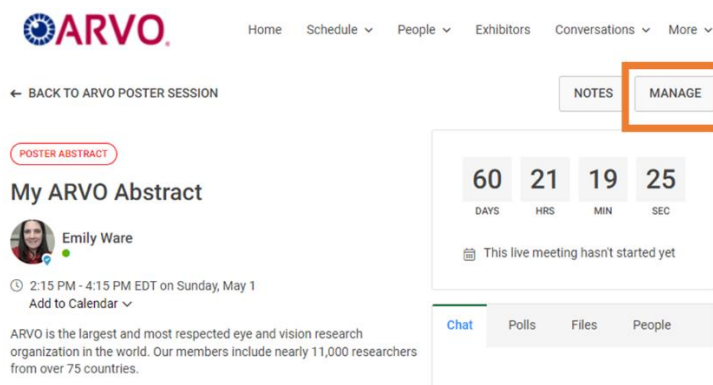 ARVO.
Home Schedule People Exhibitors Conversations More
← BACK TO ARVO POSTER SESSION
NOTES MANAGE
POSTER ABSTRACT
My ARVO Abstract
Emily Ware
2:15 PM - 4:15 PM EDT on Sunday, May 1
Add to Calendar
ARVO is the largest and most respected eye and vision research
organization in the world. Our members include nearly 11,000 researchers
from over 75 countries.
60 21 19 25
DAYS HRS MIN SEC
This live meeting hasn't started yet
Chat Polls Files People